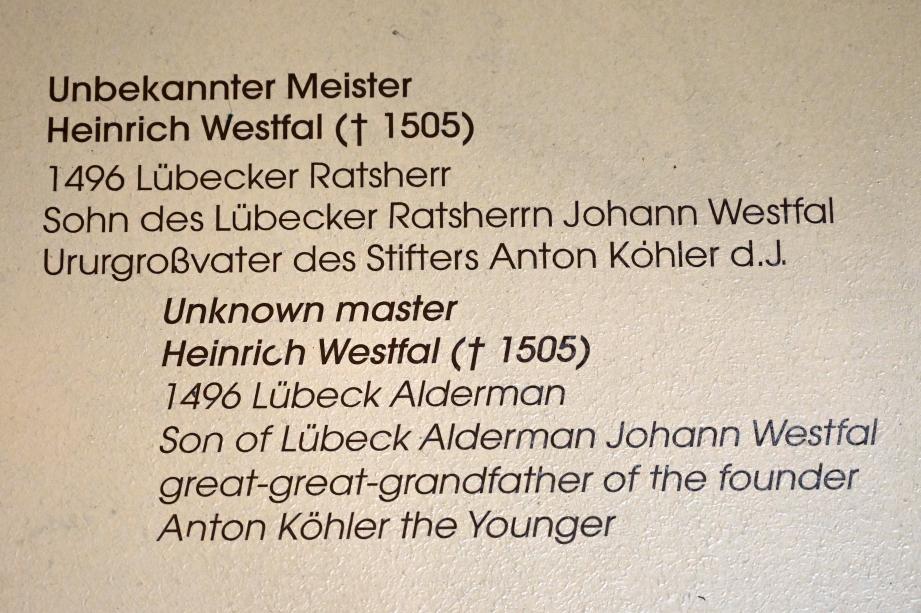 Unbekannter Meister
Heinrich Westfal († 1505)
1496 Lübecker Ratsherr
Sohn des Lübecker Ratsherrn Johann Westfal
Ururgroßvater des Stifters Anton Köhler d.J.
Unknown master
Heinrich Westfal († 1505)
1496 Lübeck Alderman
Son of Lübeck Alderman Johann Westfal
great-great-grandfather of the founder
Anton Köhler the Younger